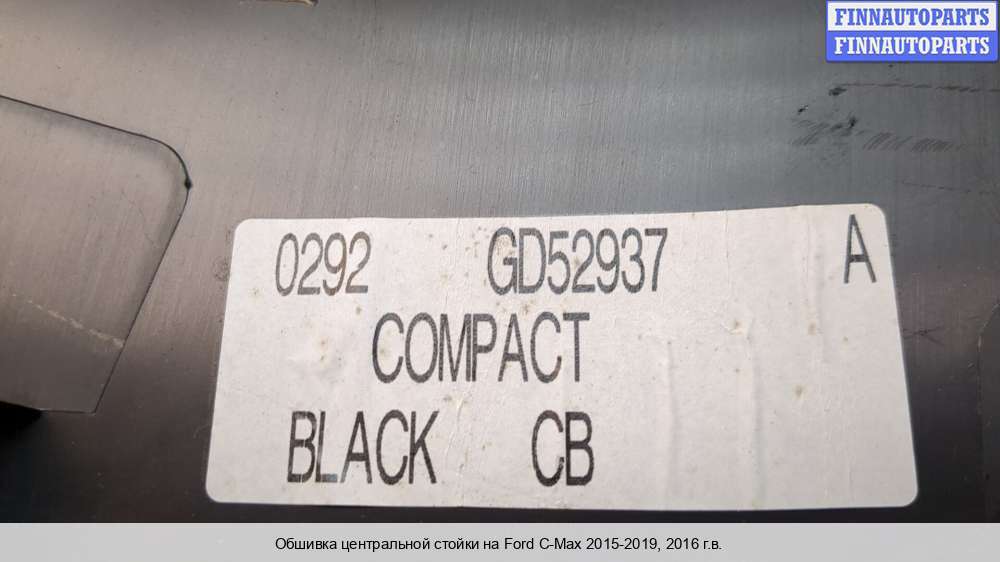 FINNAUTOPARTS
FINNAUTOPARTS
0292 GD52937 A
COMPACT
BLACK CB
Обшивка центральной стойки на Ford C-Max 2015-2019, 2016 г.в.